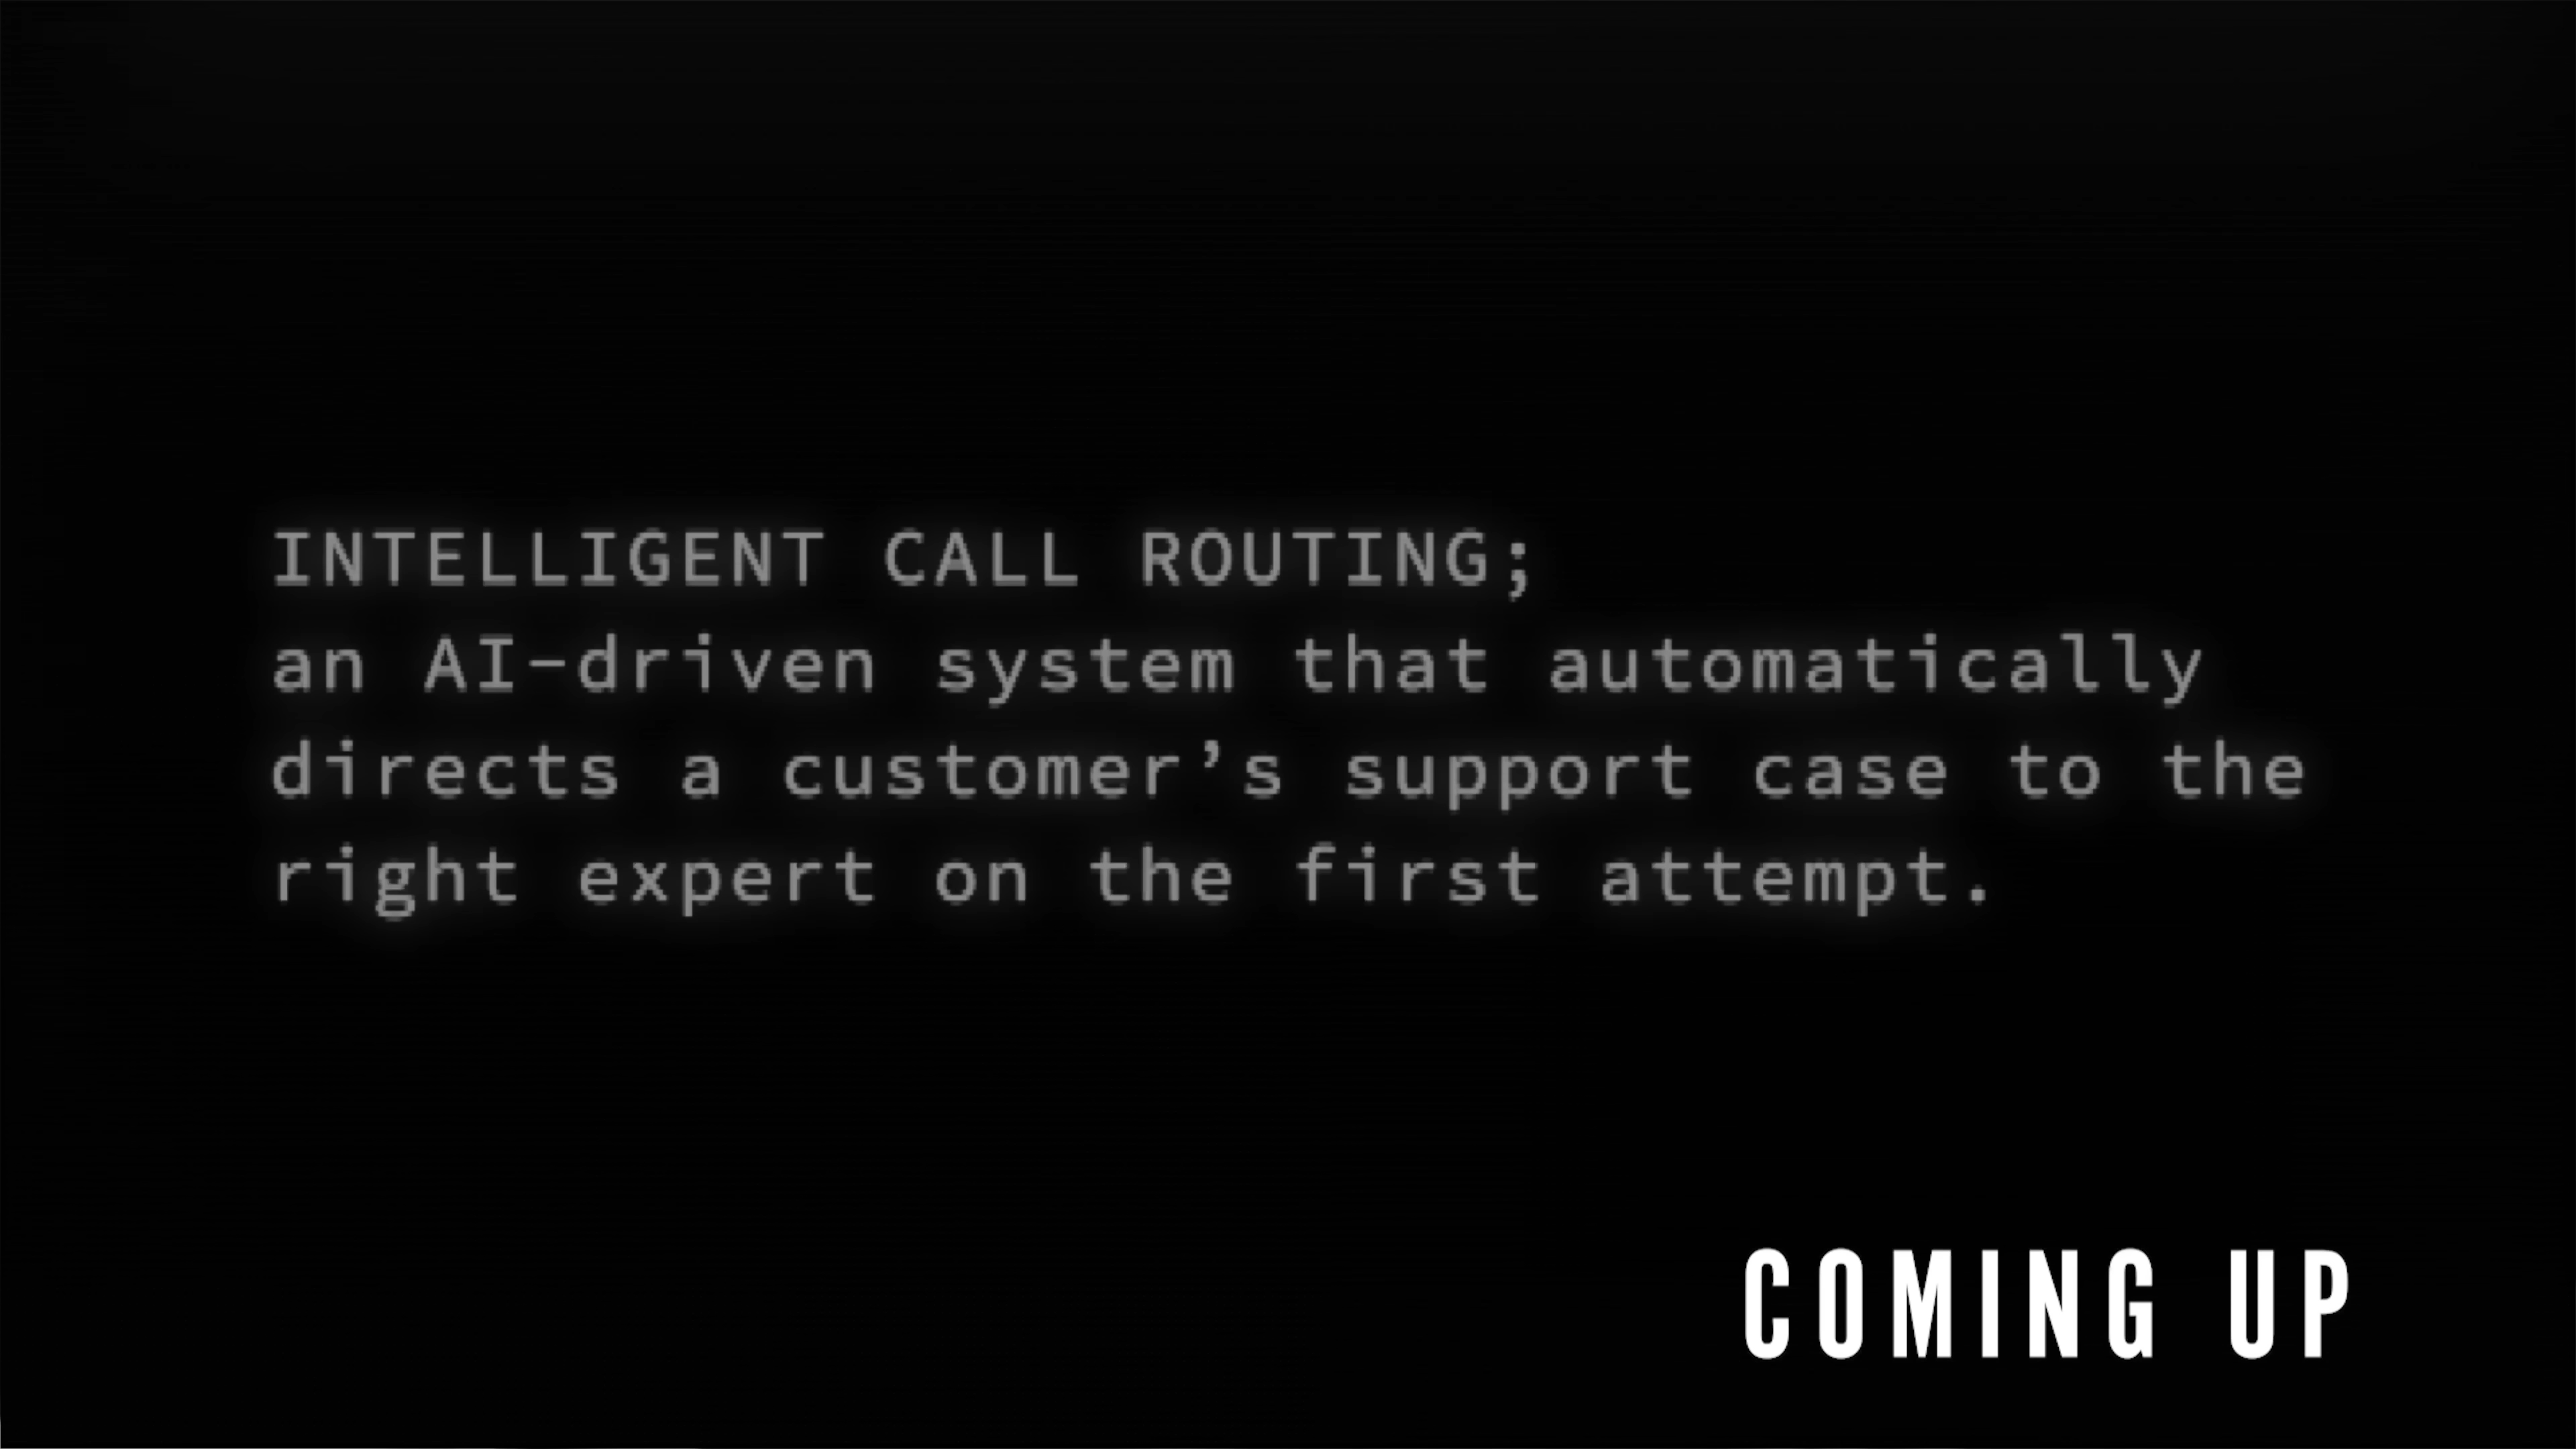 INTELLIGENT CALL ROUTING;
an AI-driven system that automatically
directs a customer’s support case to the
right expert on the first attempt.
COMING UP